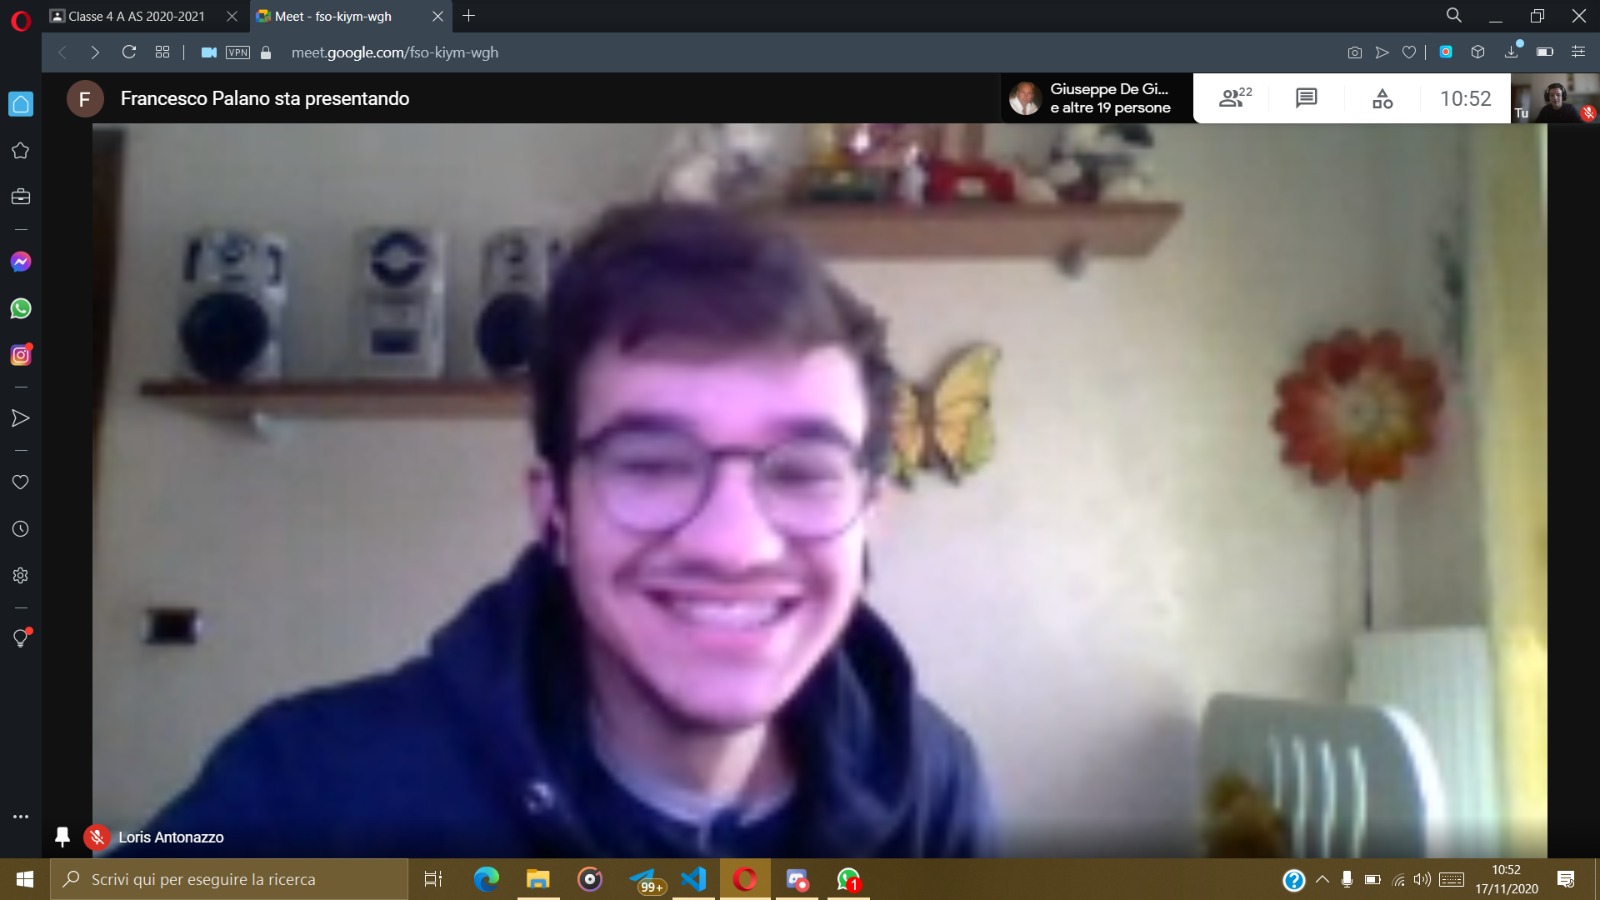 Classe 4 A AS 2020-2021
Meet - fso-kiym-wgh
VPN
meet.google.com/fso-kiym-wgh
F
Francesco Palano sta presentando
Giuseppe De Gi...
e altre 19 persone
22
10:52
Tu
Loris Antonazzo
Scrivi qui per eseguire la ricerca
99+
1
10:52
17/11/2020